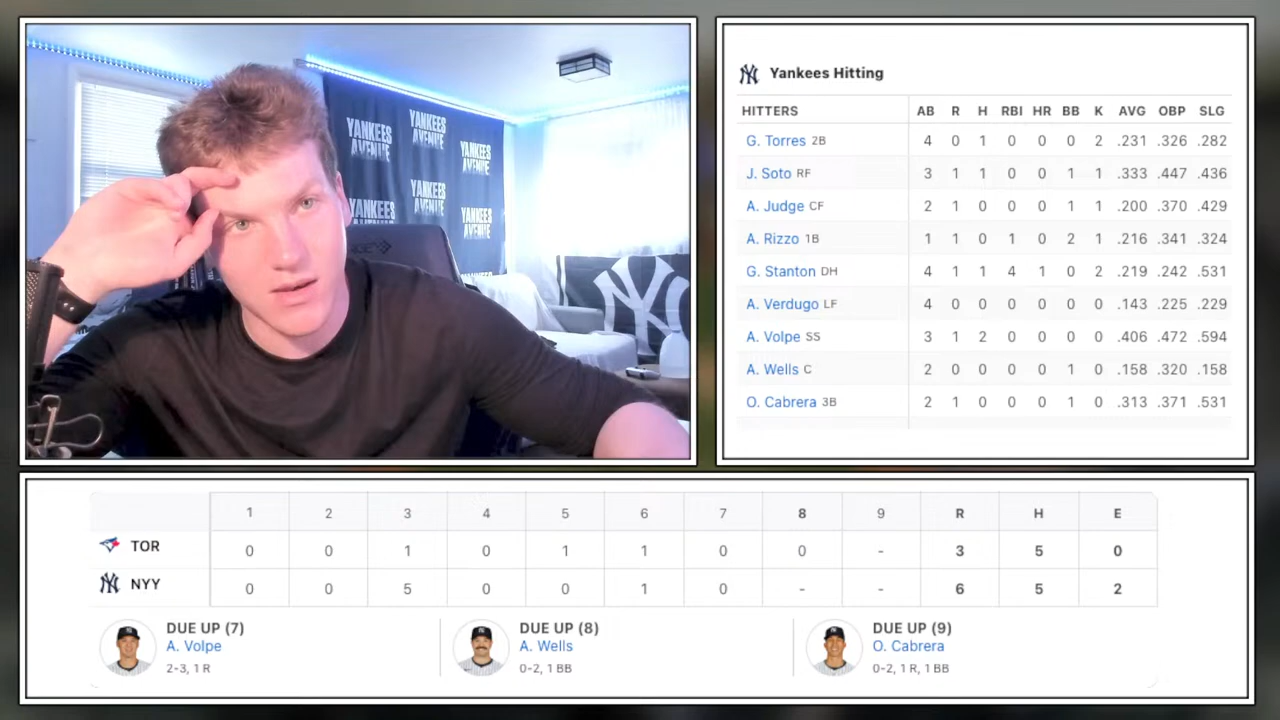 YANKEES
AVENUE
YANKEES
AVENUE
YANKEES
AVENUE
YANKEES
AVENUE
YANKEES
AVENUE
YANKEES
AVENUE
NY
NY Yankees Hitting
HITTERS AB H RBI HR BB K AVG OBP SLG
G. Torres 2B 4 0 1 0 0 0 2 .231 .326 .282
J. Soto RF 3 1 1 0 0 1 1 .333 .447 .436
A. Judge CF 2 1 0 0 0 1 1 .200 .370 .429
A. Rizzo 1B 1 1 0 1 0 2 1 .216 .341 .324
G. Stanton DH 4 1 1 4 1 0 2 .219 .242 .531
A. Verdugo LF 4 0 0 0 0 0 0 .143 .225 .229
A. Volpe SS 3 1 2 0 0 0 0 .406 .472 .594
A. Wells C 2 0 0 0 0 1 0 .158 .320 .158
O. Cabrera 3B 2 1 0 0 0 1 0 .313 .371 .531
1 2 3 4 5 6 7 8 9 R H E
TOR 0 0 1 0 1 1 0 0 - 3 5 0
NY NYY 0 0 5 0 0 1 0 - - 6 5 2
DUE UP (7)
A. Volpe
2-3, 1 R
DUE UP (8)
A. Wells
0-2, 1 BB
DUE UP (9)
O. Cabrera
0-2, 1 R, 1 BB